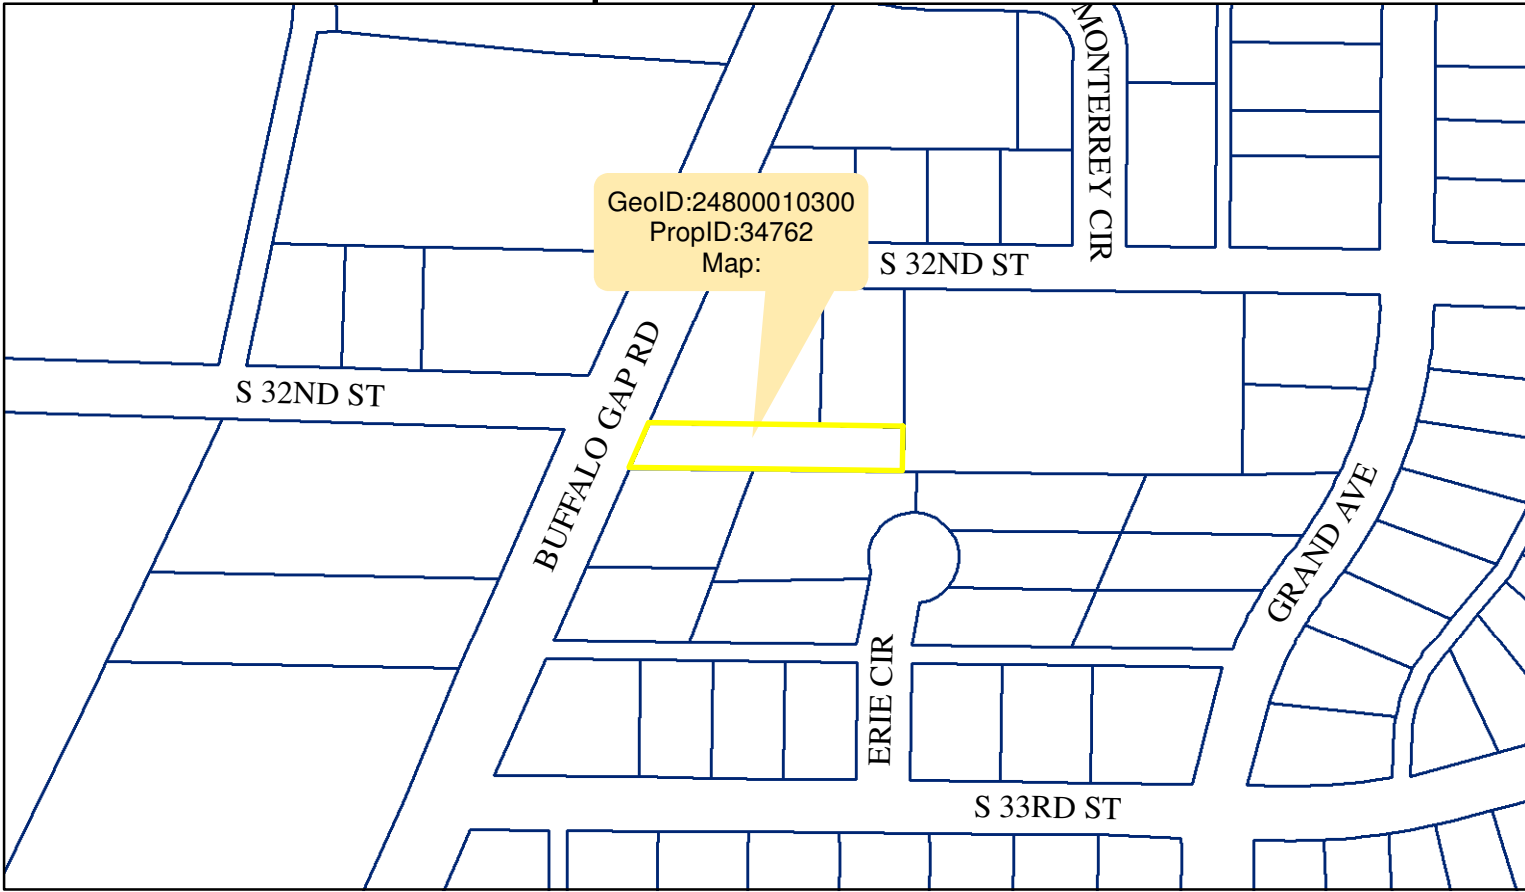 MONTERREY CIR
GeoID:24800010300
PropID:34762
Map:
S 32ND ST
S 32ND ST
BUFFALO GAP RD
GRAND AVE
ERIE CIR
S 33RD ST